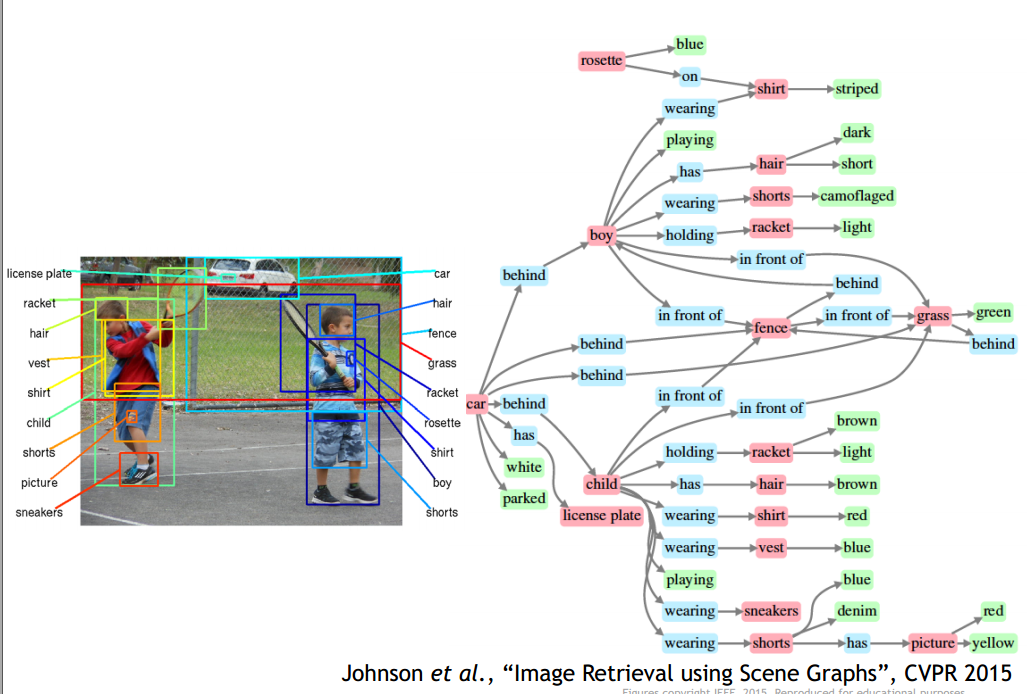 license plate
racket
hair
vest
shirt
child
shorts
picture
sneakers
car
hair
fence
grass
racket
rosette
shirt
boy
shorts
rosette
blue
on
shirt
striped
wearing
playing
dark
has
hair
short
wearing
shorts
camoflaged
boy
holding
racket
light
in front of
behind
behind
in front of
fence
in front of
grass
green
behind
behind
behind
car
behind
in front of
in front of
has
white
parked
license plate
child
holding
racket
brown
light
has
hair
brown
wearing
shirt
red
wearing
vest
blue
playing
wearing
sneakers
blue
denim
wearing
shorts
has
picture
red
yellow
Johnson et al., “Image Retrieval using Scene Graphs”, CVPR 2015
Figures copyright IEEE, 2015. Reproduced for educational purposes